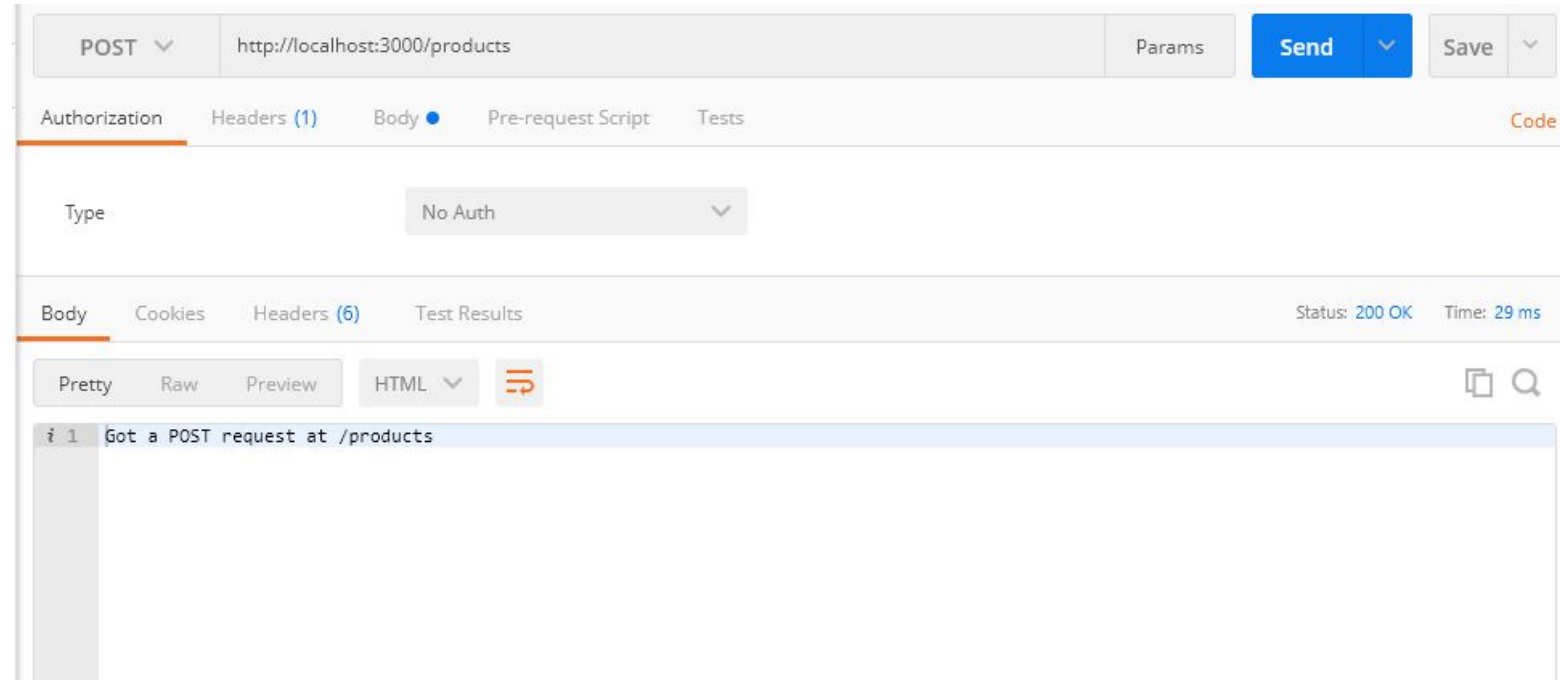 POST http://localhost:3000/products Params Send Save
Authorization Headers (1) Body Pre-request Script Tests Code
Type No Auth
Body Cookies Headers (6) Test Results Status: 200 OK Time: 29 ms
Pretty Raw Preview HTML
i 1 Got a POST request at /products